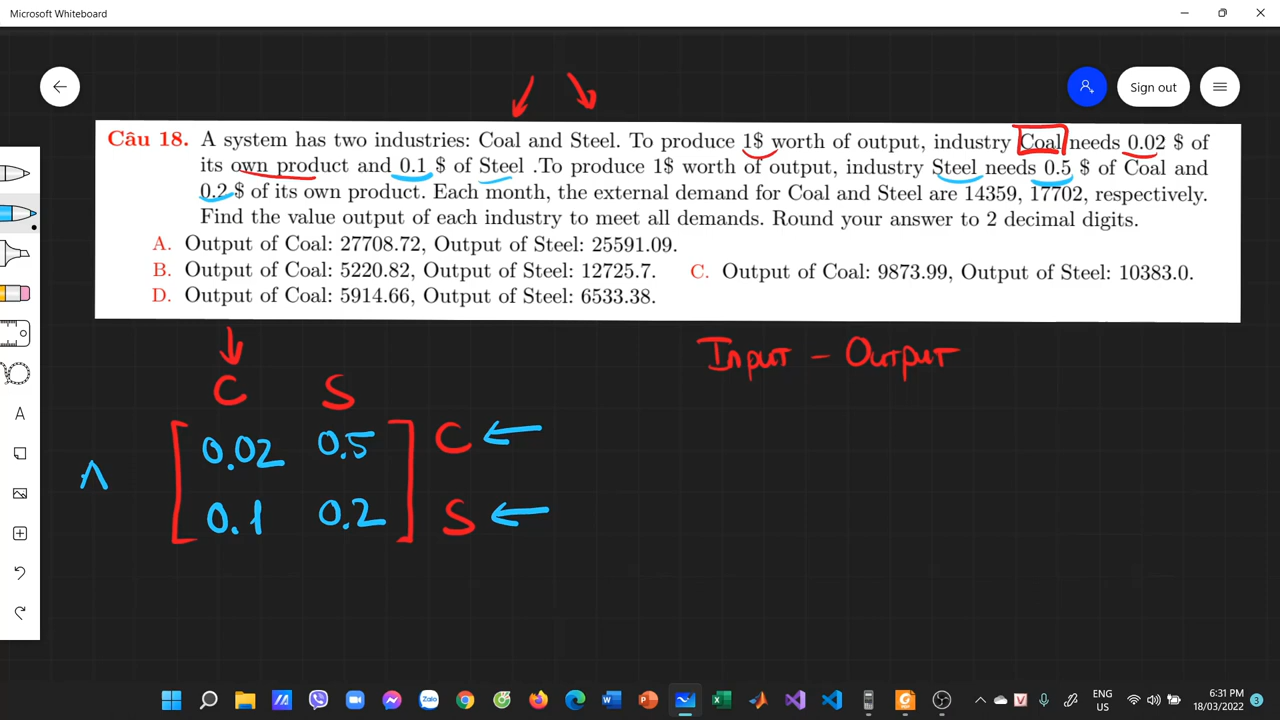 Microsoft Whiteboard
Sign out
Câu 18. A system has two industries: Coal and Steel. To produce 1$ worth of output, industry Coal needs 0.02 $ of
its own product and 0.1 $ of Steel .To produce 1$ worth of output, industry Steel needs 0.5 $ of Coal and
0.2 $ of its own product. Each month, the external demand for Coal and Steel are 14359, 17702, respectively.
Find the value output of each industry to meet all demands. Round your answer to 2 decimal digits.
A. Output of Coal: 27708.72, Output of Steel: 25591.09.
B. Output of Coal: 5220.82, Output of Steel: 12725.7. C. Output of Coal: 9873.99, Output of Steel: 10383.0.
D. Output of Coal: 5914.66, Output of Steel: 6533.38.
Input - Output
C S
0.02 0.5 C
0.1 0.2 S
A
Zalo
V
ENG
US
6:31 PM
18/03/2022
3